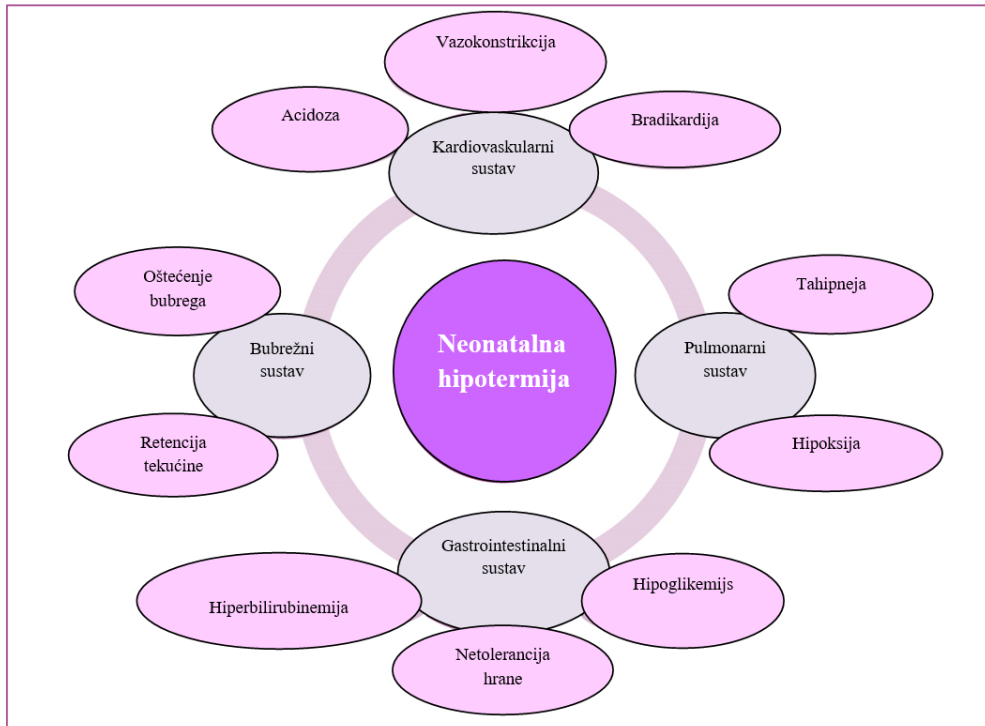 Vazokonstrikcija
Acidoza
Bradikardija
Kardiovaskularni
sustav
Oštećenje
bubrega
Tahipneja
Bubrežni
sustav
Neonatalna
hipotermija
Pulmonarni
sustav
Retencija
tekućine
Hipoksija
Gastrointestinalni
sustav
Hiperbilirubinemija
Hipoglikemijs
Netolerancija
hrane